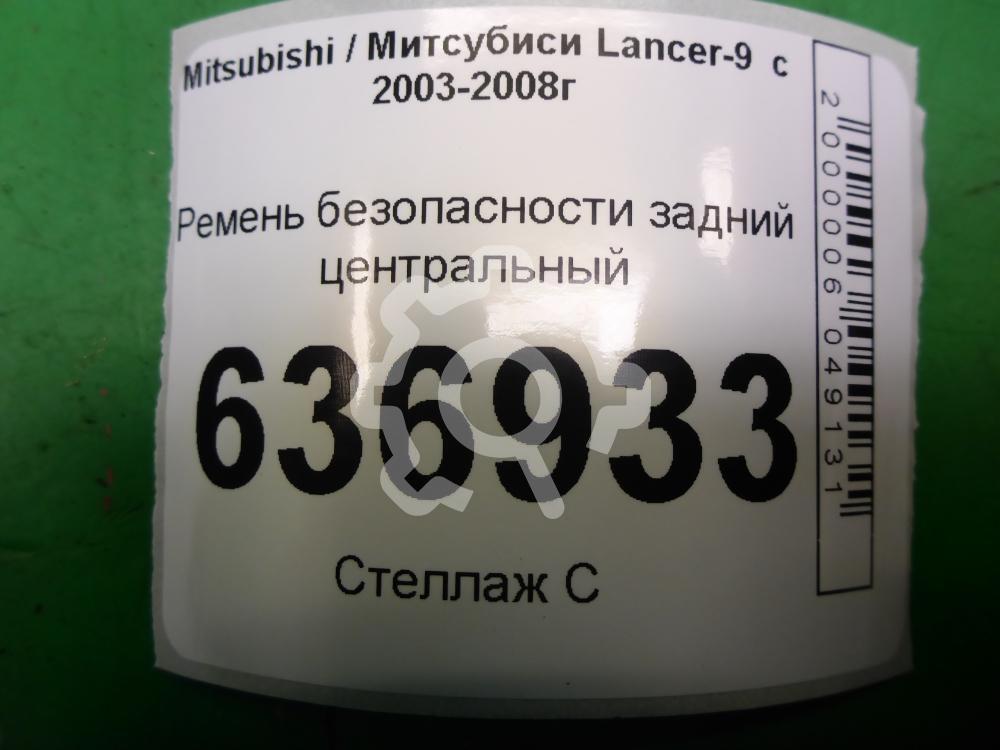 Mitsubishi / Митсубиси Lancer-9 с
2003-2008г
Ремень безопасности задний
центральный
636933
Стеллаж С
2000006049131